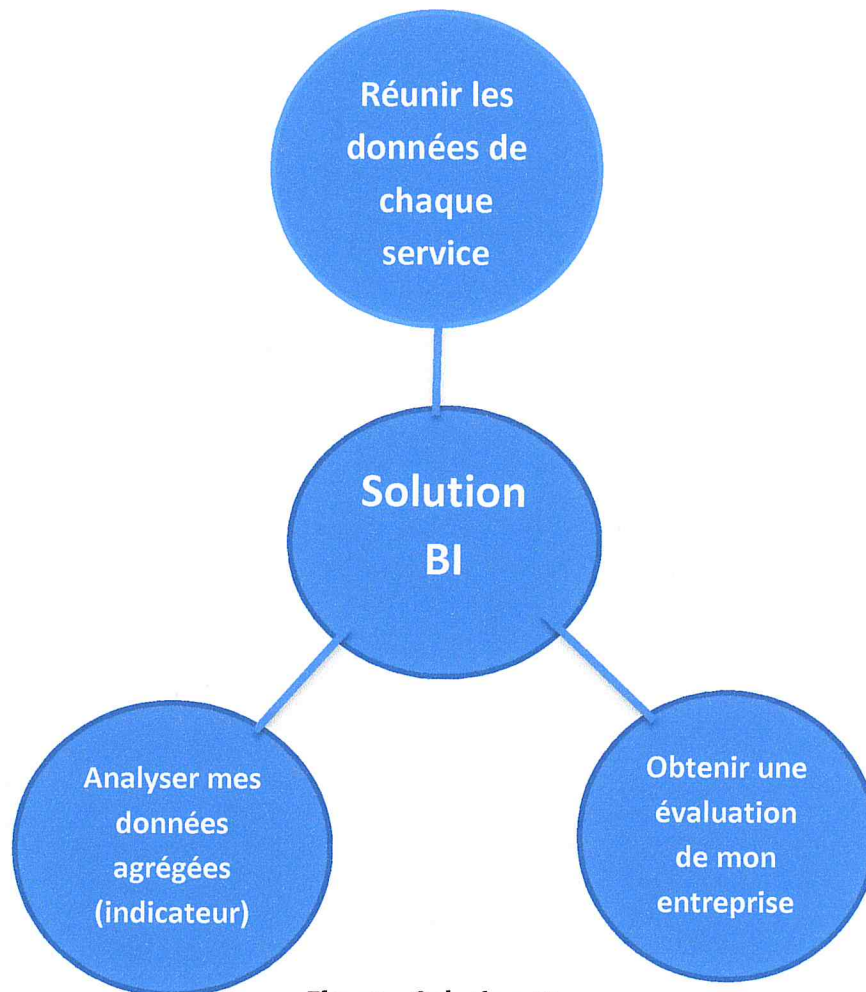 Réunir les
données de
chaque
service
Solution
BI
Analyser mes
données
agrégées
(indicateur)
Obtenir une
évaluation
de mon
entreprise